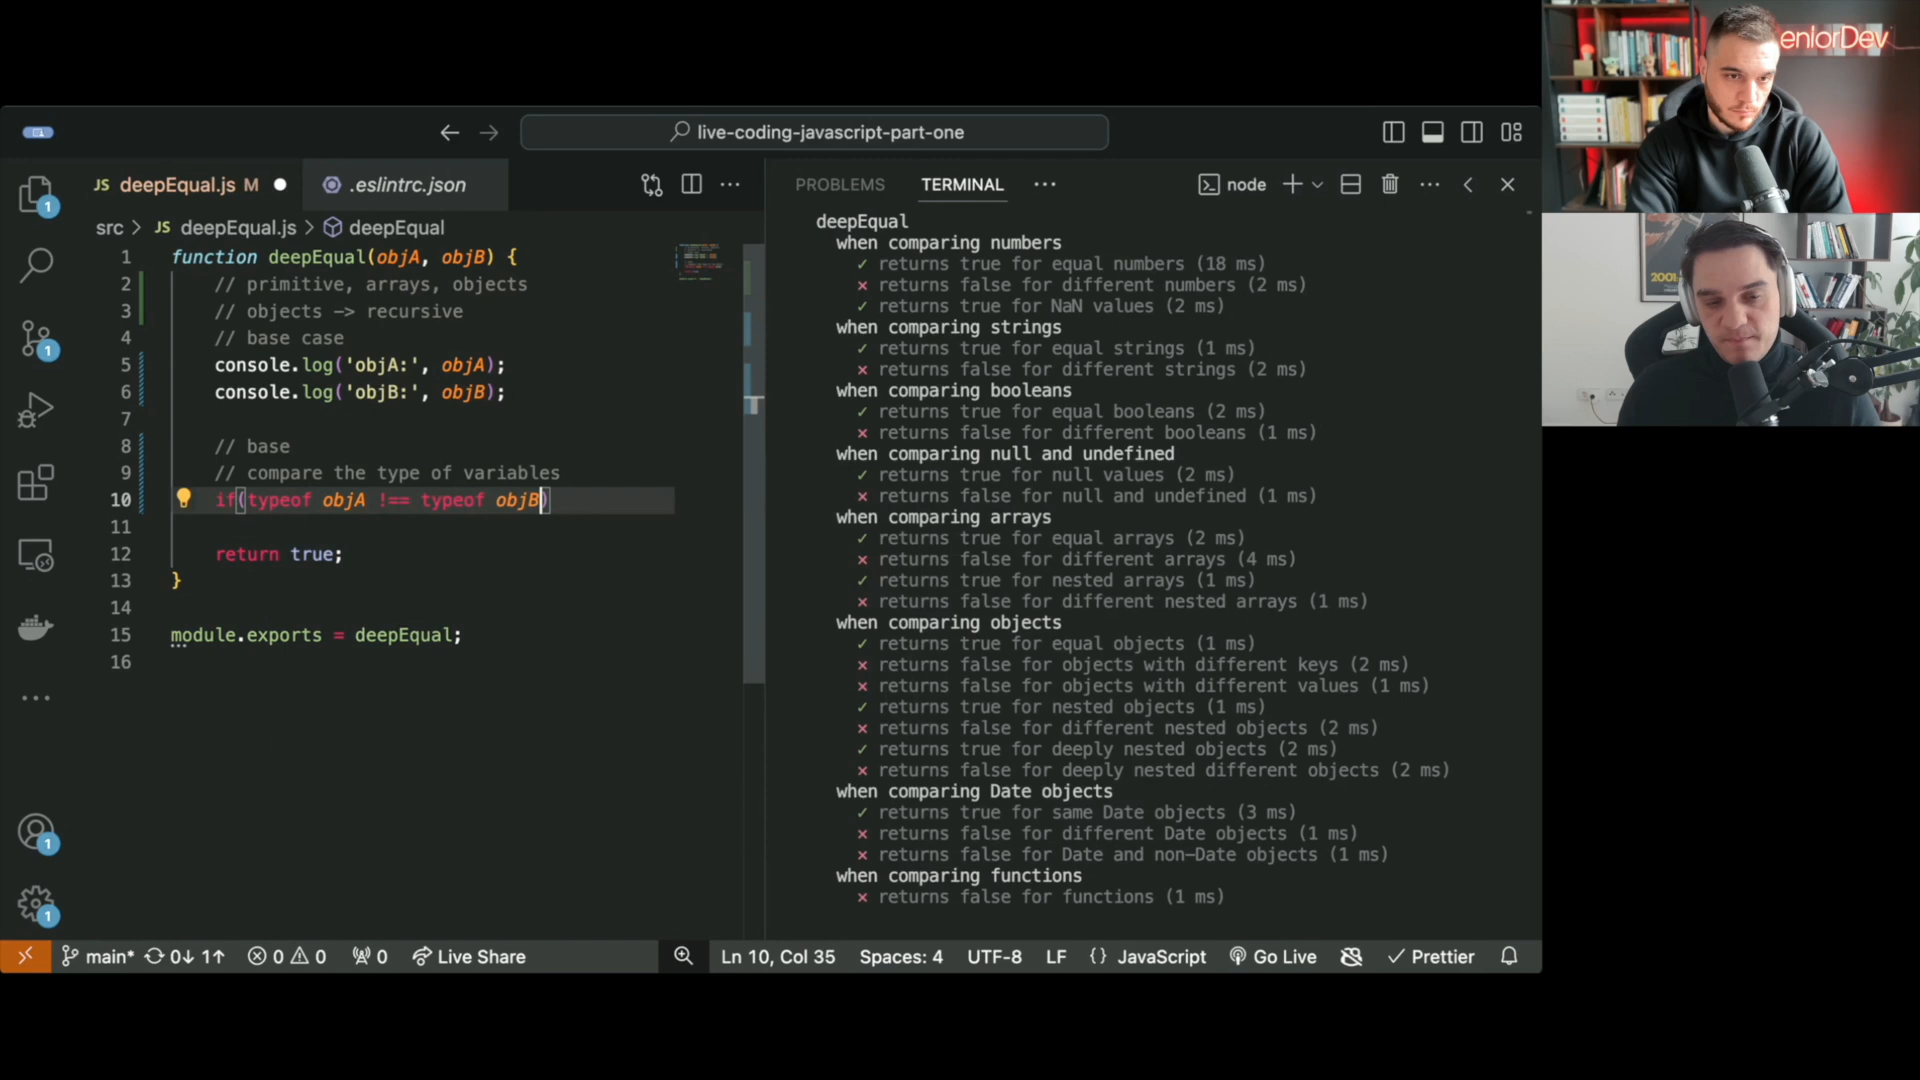 eniorDev
2001:
live-coding-javascript-part-one
JS deepEqual.js M
.eslintrc.json
src > JS deepEqual.js > deepEqual
1 function deepEqual(objA, objB) {
2 // primitive, arrays, objects
3 // objects -> recursive
4 // base case
5 console.log('objA:', objA);
6 console.log('objB:', objB);
7
8 // base
9 // compare the type of variables
10 if(typeof objA !== typeof objB)
11
12 return true;
13 }
14
15 module.exports = deepEqual;
16
PROBLEMS TERMINAL
node
deepEqual
when comparing numbers
✓ returns true for equal numbers (18 ms)
× returns false for different numbers (2 ms)
✓ returns true for NaN values (2 ms)
when comparing strings
✓ returns true for equal strings (1 ms)
× returns false for different strings (2 ms)
when comparing booleans
✓ returns true for equal booleans (2 ms)
× returns false for different booleans (1 ms)
when comparing null and undefined
✓ returns true for null values (2 ms)
× returns false for null and undefined (1 ms)
when comparing arrays
✓ returns true for equal arrays (2 ms)
× returns false for different arrays (4 ms)
✓ returns true for nested arrays (1 ms)
× returns false for different nested arrays (1 ms)
when comparing objects
✓ returns true for equal objects (1 ms)
× returns false for objects with different keys (2 ms)
× returns false for objects with different values (1 ms)
✓ returns true for nested objects (1 ms)
× returns false for different nested objects (2 ms)
✓ returns true for deeply nested objects (2 ms)
× returns false for deeply nested different objects (2 ms)
when comparing Date objects
✓ returns true for same Date objects (3 ms)
× returns false for different Date objects (1 ms)
× returns false for Date and non-Date objects (1 ms)
when comparing functions
× returns false for functions (1 ms)
1
1
1
1
main* 0↓ 1↑ 0 0 0 Live Share
Ln 10, Col 35 Spaces: 4 UTF-8 LF {} JavaScript Go Live Prettier